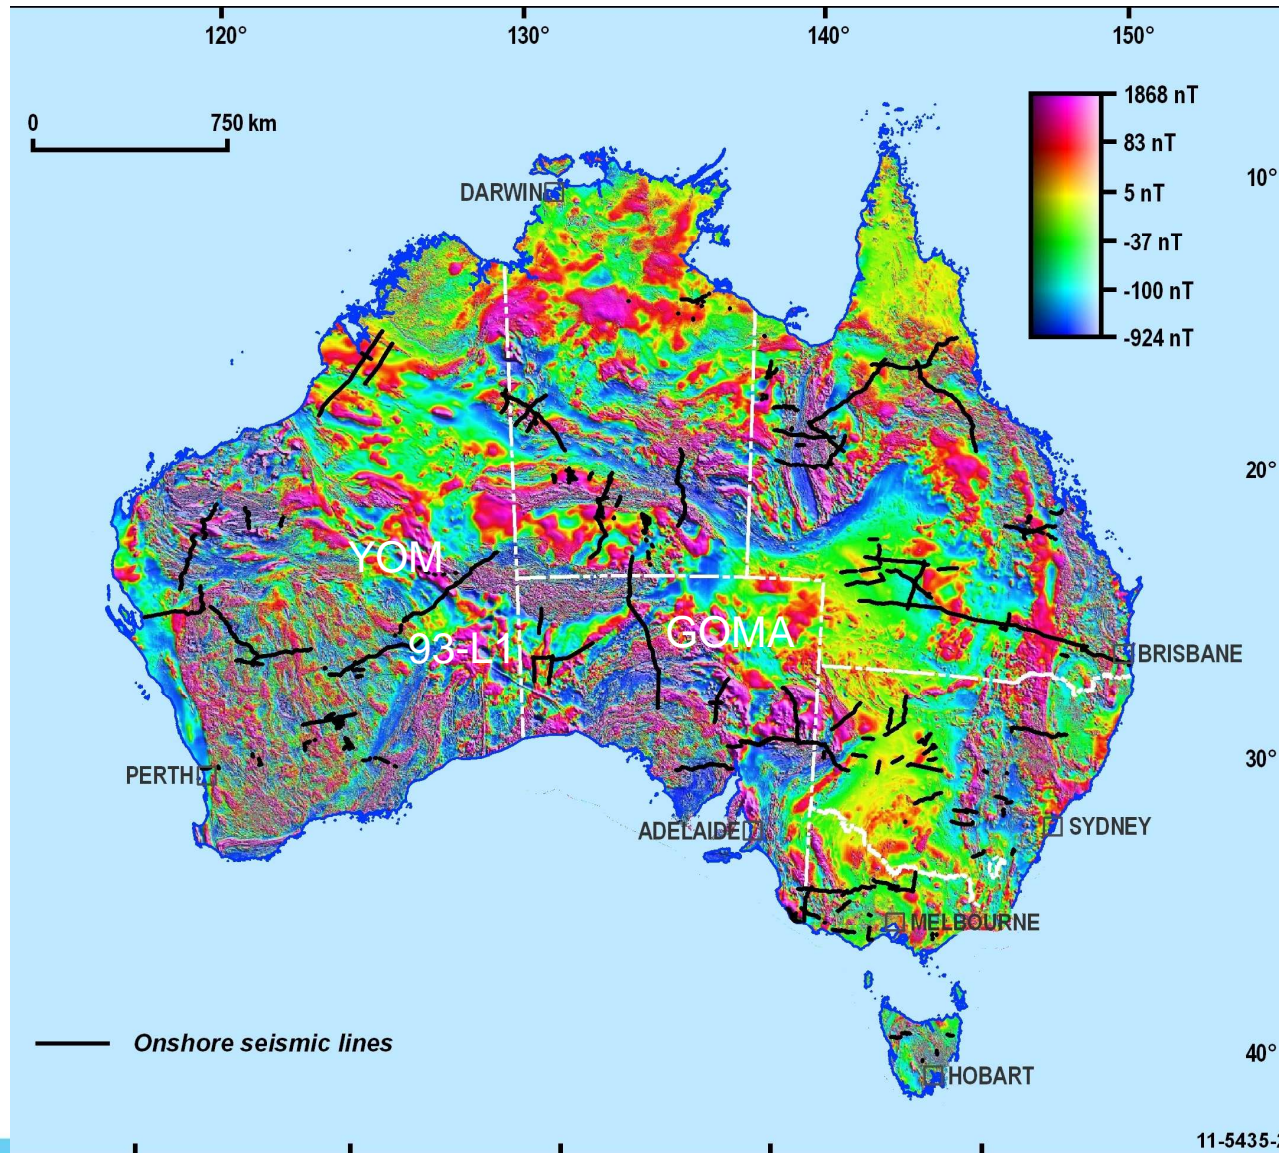 120°
130°
140°
150°
0
750 km
1868 nT
83 nT
5 nT
-37 nT
-100 nT
-924 nT
10°
DARWIN
20°
YOM
93-L1
GOMA
BRISBANE
30°
PERTH
ADELAIDE
SYDNEY
MELBOURNE
Onshore seismic lines
40°
HOBART